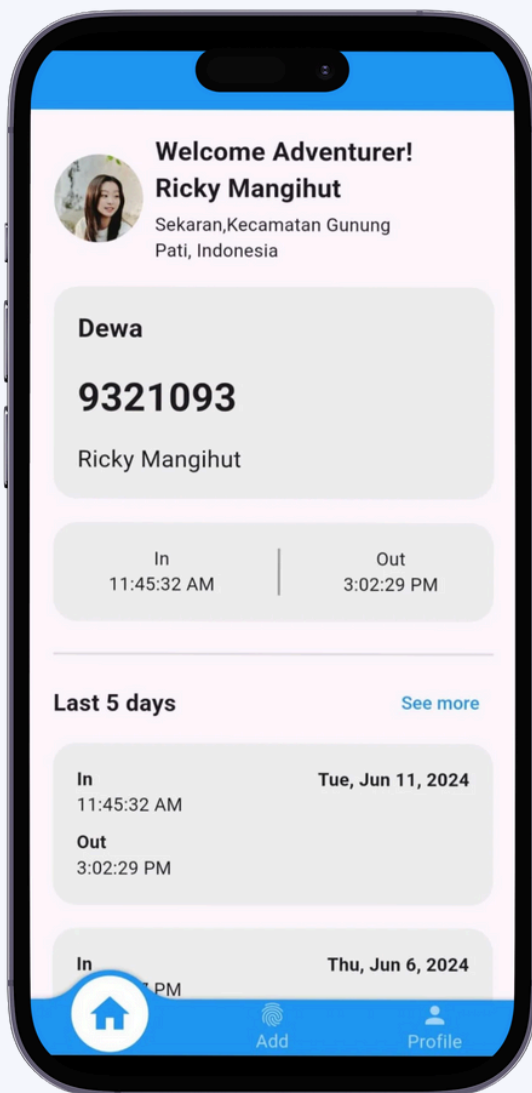 Welcome Adventurer!
Ricky Mangihut
Sekaran,Kecamatan Gunung
Pati, Indonesia
Dewa
9321093
Ricky Mangihut
In
11:45:32 AM
Out
3:02:29 PM
Last 5 days
See more
In
11:45:32 AM
Tue, Jun 11, 2024
Out
3:02:29 PM
In
PM
Thu, Jun 6, 2024
Add
Profile